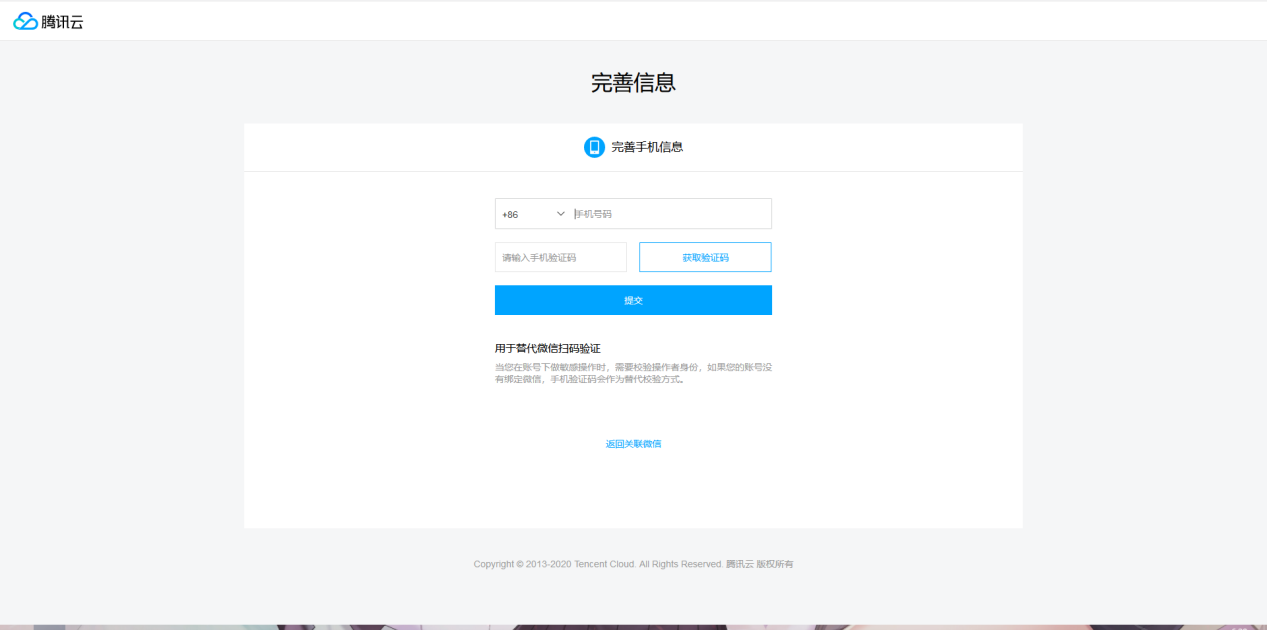 腾讯云
完善信息
完善手机信息
+86 手机号码
请输入手机验证码 获取验证码
提交
用于替代微信扫码验证
当您在账号下做敏感操作时，需要校验操作者身份，如果您的账号没
有绑定微信，手机验证码会作为替代校验方式。
返回关联微信
Copyright © 2013-2020 Tencent Cloud. All Rights Reserved. 腾讯云 版权所有